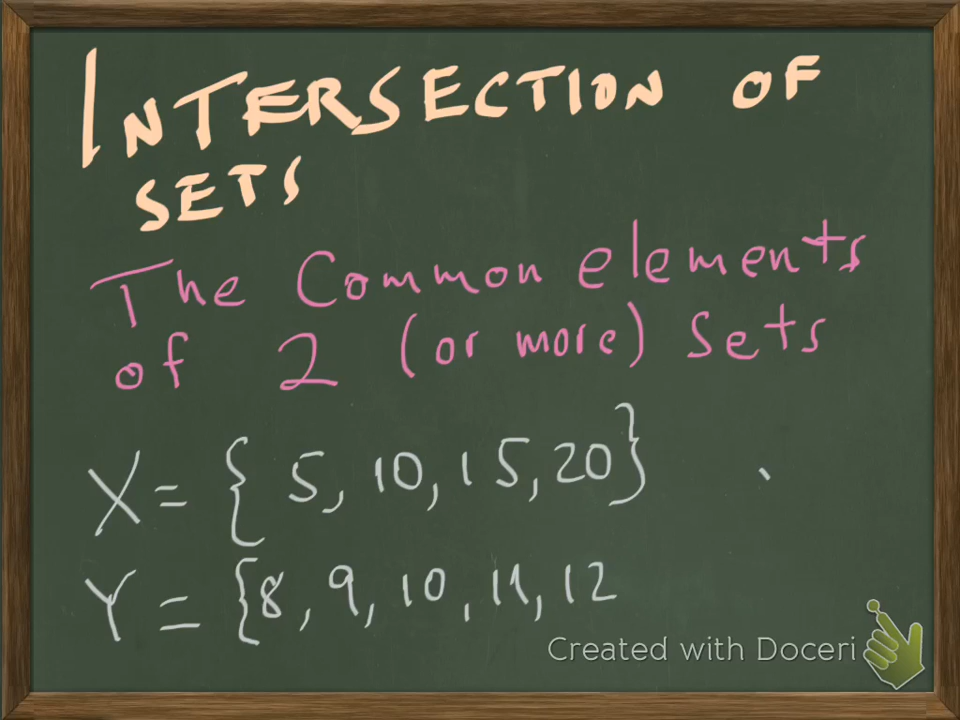 INTERSECTION OF
SETS
The Common elements
of 2 (or more) Sets
X = { 5, 10, 15, 20}
Y = {8, 9, 10, 11, 12
Created with Doceri